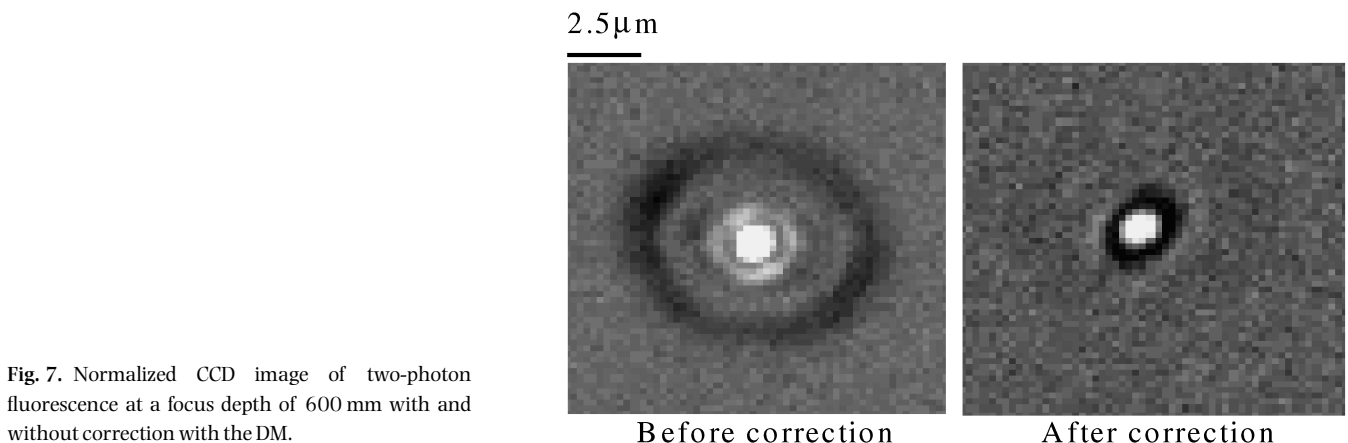 2.5μm
Fig. 7. Normalized CCD image of two-photon
fluorescence at a focus depth of 600 mm with and
without correction with the DM.
Before correction
After correction